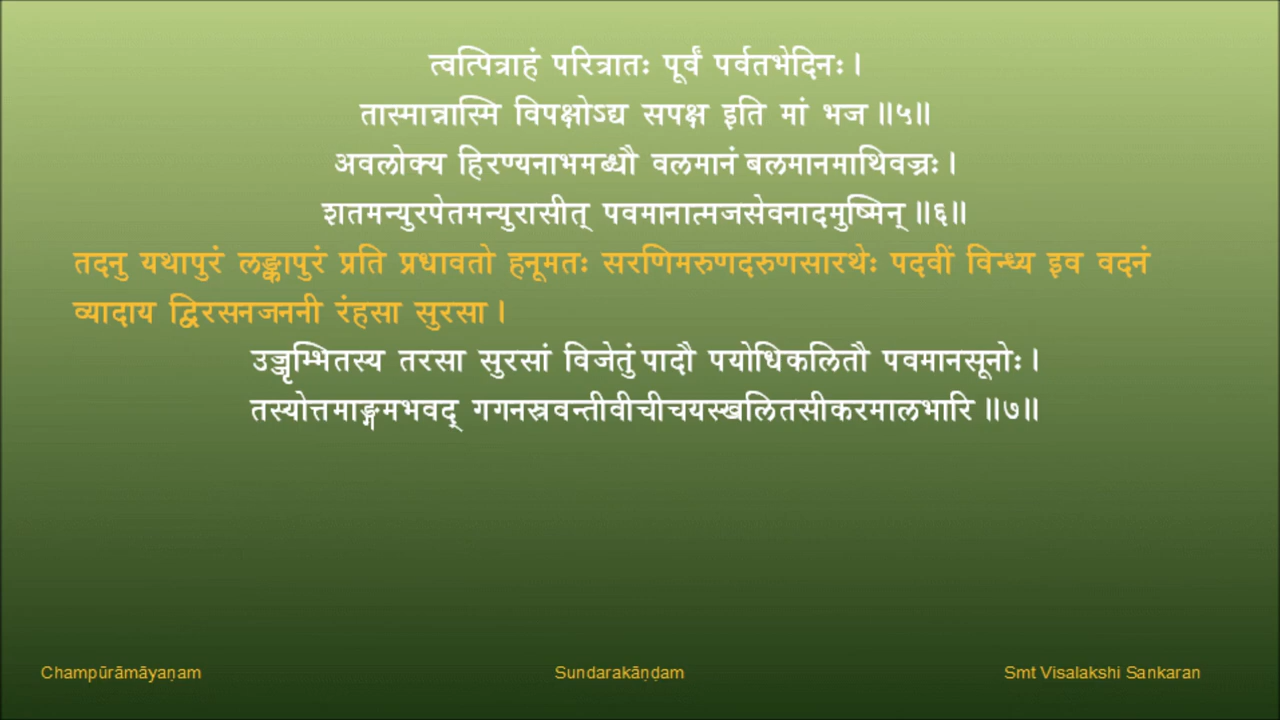 त्वत्पित्राहं परित्रातः पूर्वं पर्वतभेदिनः ।
तास्मान्नास्मि विपक्षोऽद्य सपक्ष इति मां भज ॥५॥
अवलोक्य हिरण्यनाभमब्धौ वलमानं बलमानमाथिवज्रः ।
शतमन्युरपेतमन्युरासीत् पवमानात्मजसेवनादमुष्मिन् ॥६॥
तदनु यथापुरं लङ्कापुरं प्रति प्रधावतो हनूमतः सरणिमरुणदरुणसारथेः पदवीं विन्ध्य इव वदनं
व्यादाय द्विरसनजननी रंहसा सुरसा ।
उज्जृम्भितस्य तरसा सुरसां विजेतुं पादौ पयोधिकलितौ पवमानसूनोः ।
तस्योत्तमाङ्गमभवद् गगनस्रवन्तीवीचीचयस्खलितसीकरमालभारि ॥७॥
Champūrāmāyaṇam Sundarakāṇḍam Smt Visalakshi Sankaran